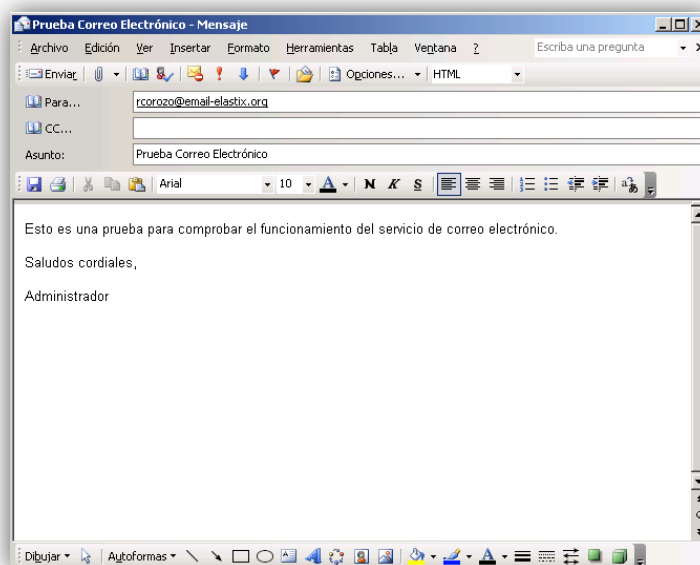 Prueba Correo Electrónico - Mensaje
Archivo Edición Ver Insertar Formato Herramientas Tabla Ventana ? Escriba una pregunta
Enviar Opciones... HTML
Para... rcorozo@email-elastix.org
CC...
Asunto: Prueba Correo Electrónico
Arial 10 A N K S
Esto es una prueba para comprobar el funcionamiento del servicio de correo electrónico.
Saludos cordiales,
Administrador
Dibujar Autoformas A